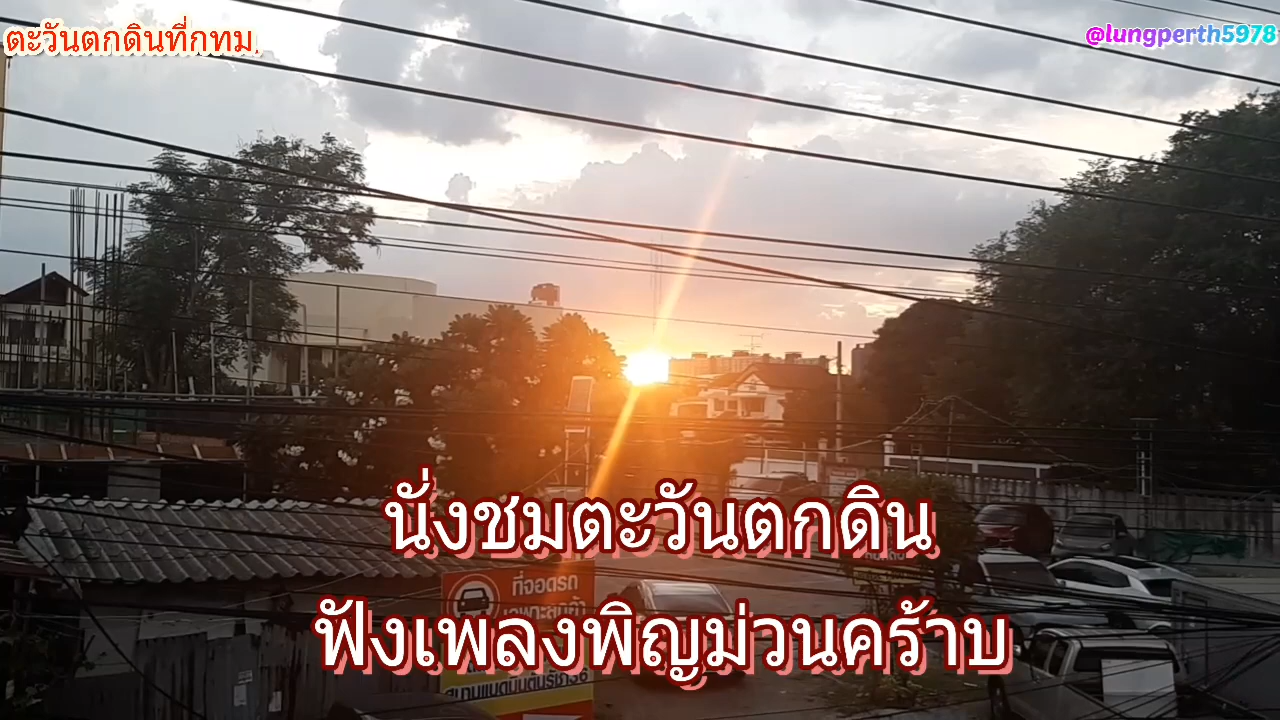 ตะวันตกดินที่กทม.
@lungperth5978
นั่งชมตะวันตกดิน
ที่จอดรถ
ฟังเพลงพิณม่วนคร้าบ